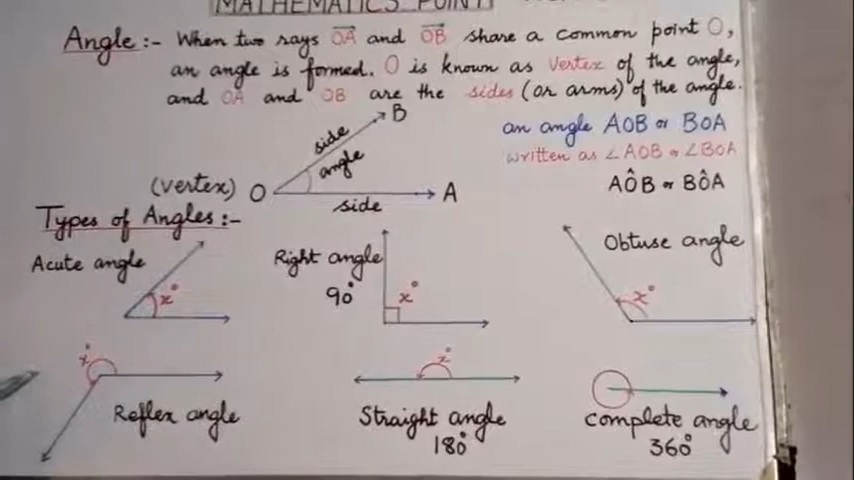 MATHEMATICS POINT
Angle :- When two rays OA and OB share a common point O,
an angle is formed. O is known as Vertex of the angle,
and OA and OB are the sides (or arms) of the angle.
B
side
angle
(vertex) O
side
A
an angle AOB or BOA
written as ∠AOB or ∠BOA
AÔB or BÔA
Types of Angles :-
Acute angle
x°
Right angle
90°
x°
Obtuse angle
x°
x°
Reflex angle
x°
Straight angle
180°
complete angle
360°